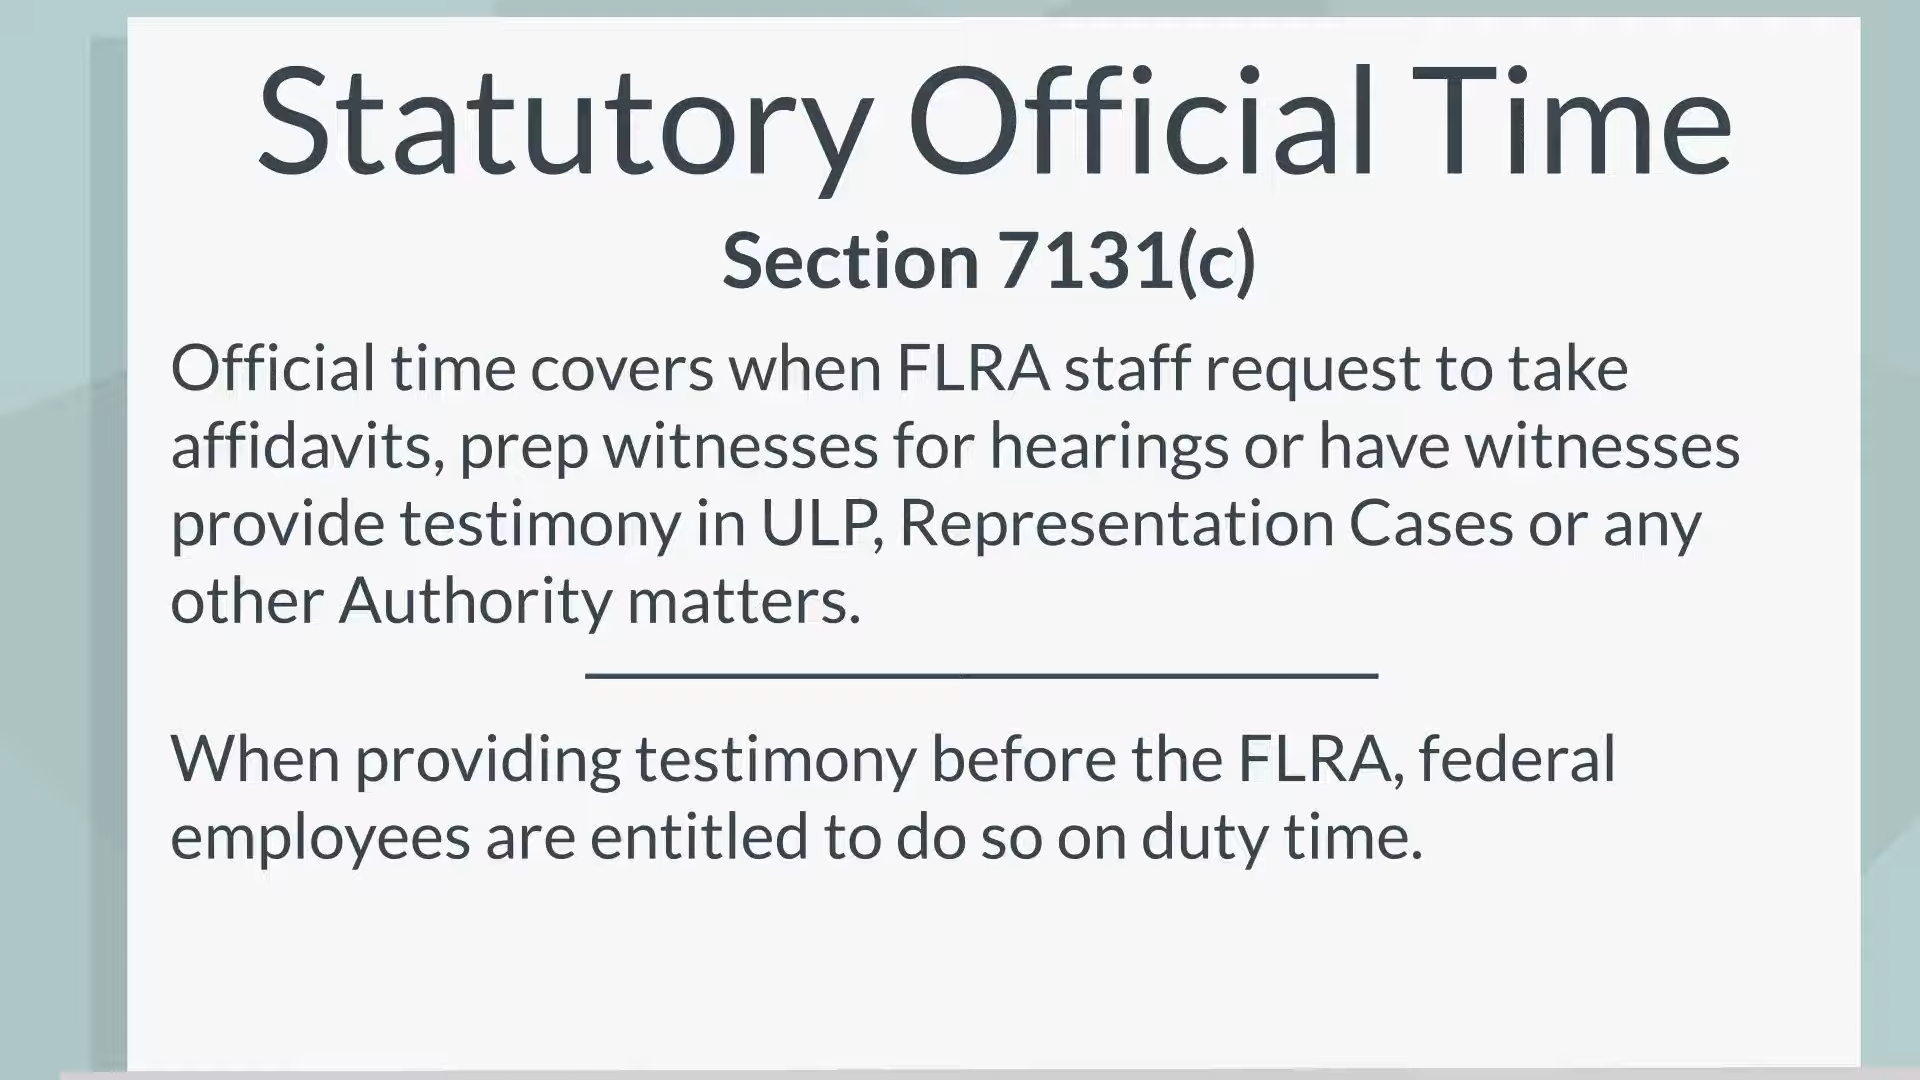 Statutory Official Time
Section 7131(c)
Official time covers when FLRA staff request to take
affidavits, prep witnesses for hearings or have witnesses
provide testimony in ULP, Representation Cases or any
other Authority matters.
When providing testimony before the FLRA, federal
employees are entitled to do so on duty time.